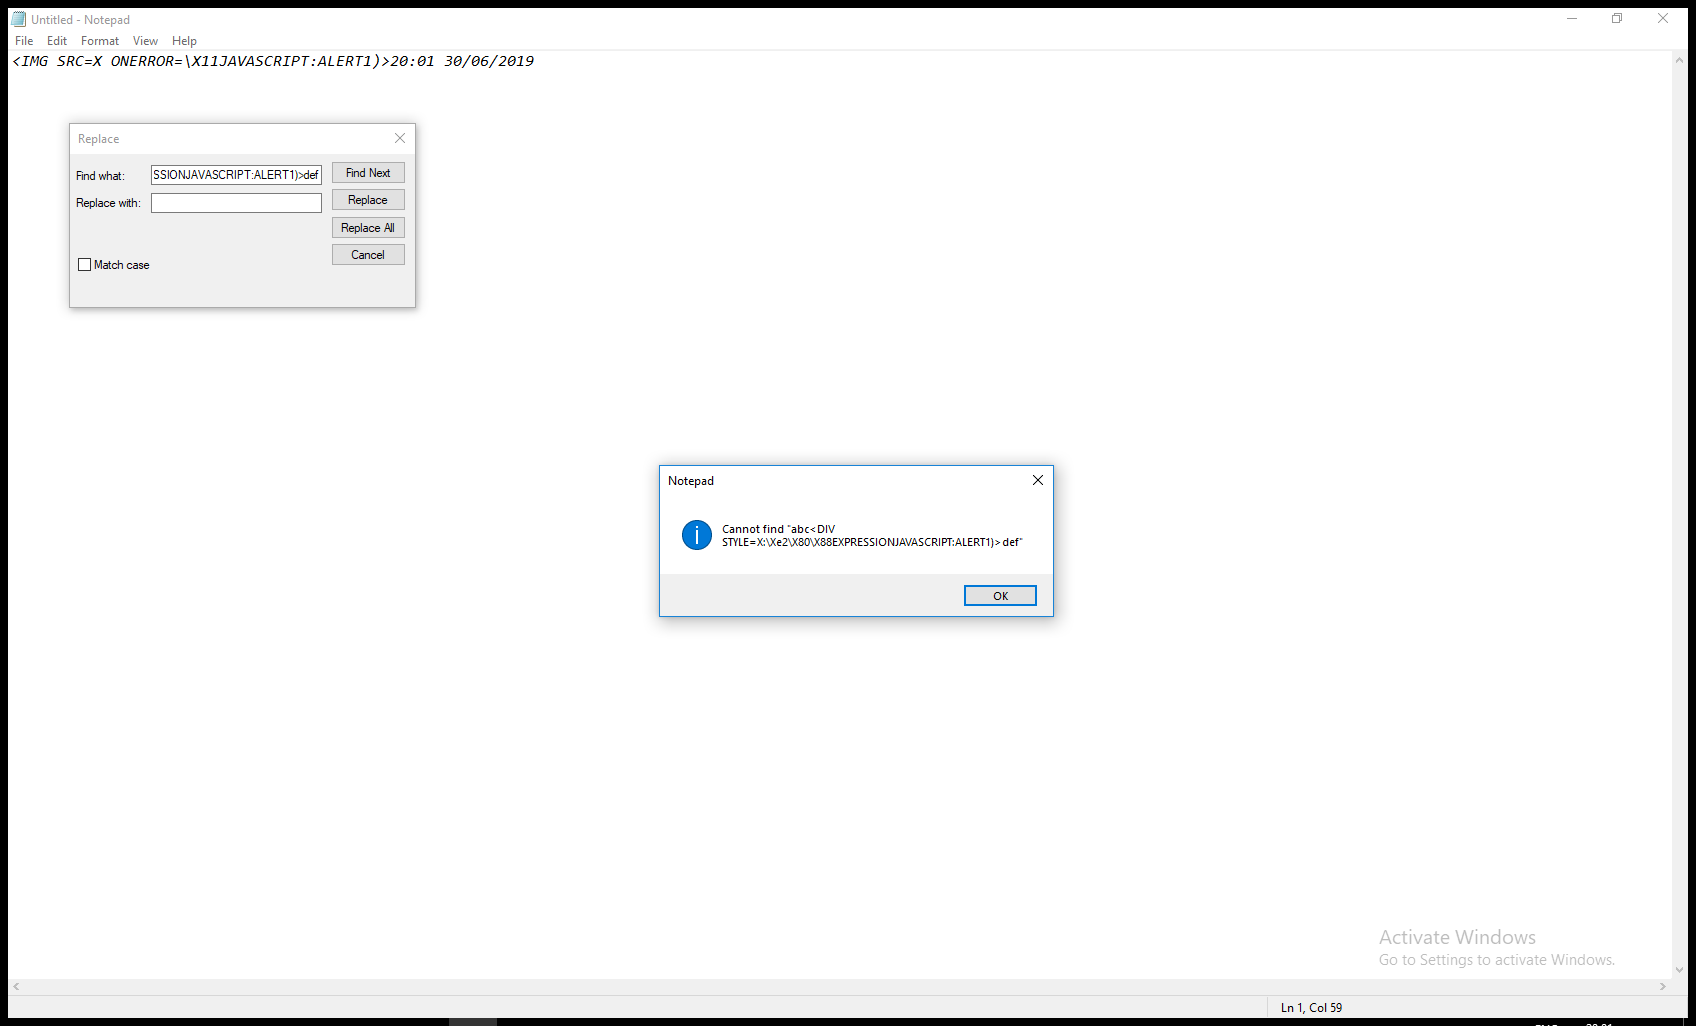 Untitled - Notepad
File Edit Format View Help
<IMG SRC=X ONERROR=\X11JAVASCRIPT:ALERT1)>20:01 30/06/2019
Replace
Find what: SSIONJAVASCRIPT:ALERT1)>def Find Next
Replace with: Replace
Replace All
Cancel
Match case
Notepad
Cannot find "abc<DIV
STYLE=X:\Xe2\X80\X88EXPRESSIONJAVASCRIPT:ALERT1)>def"
OK
Activate Windows
Go to Settings to activate Windows.
Ln 1, Col 59